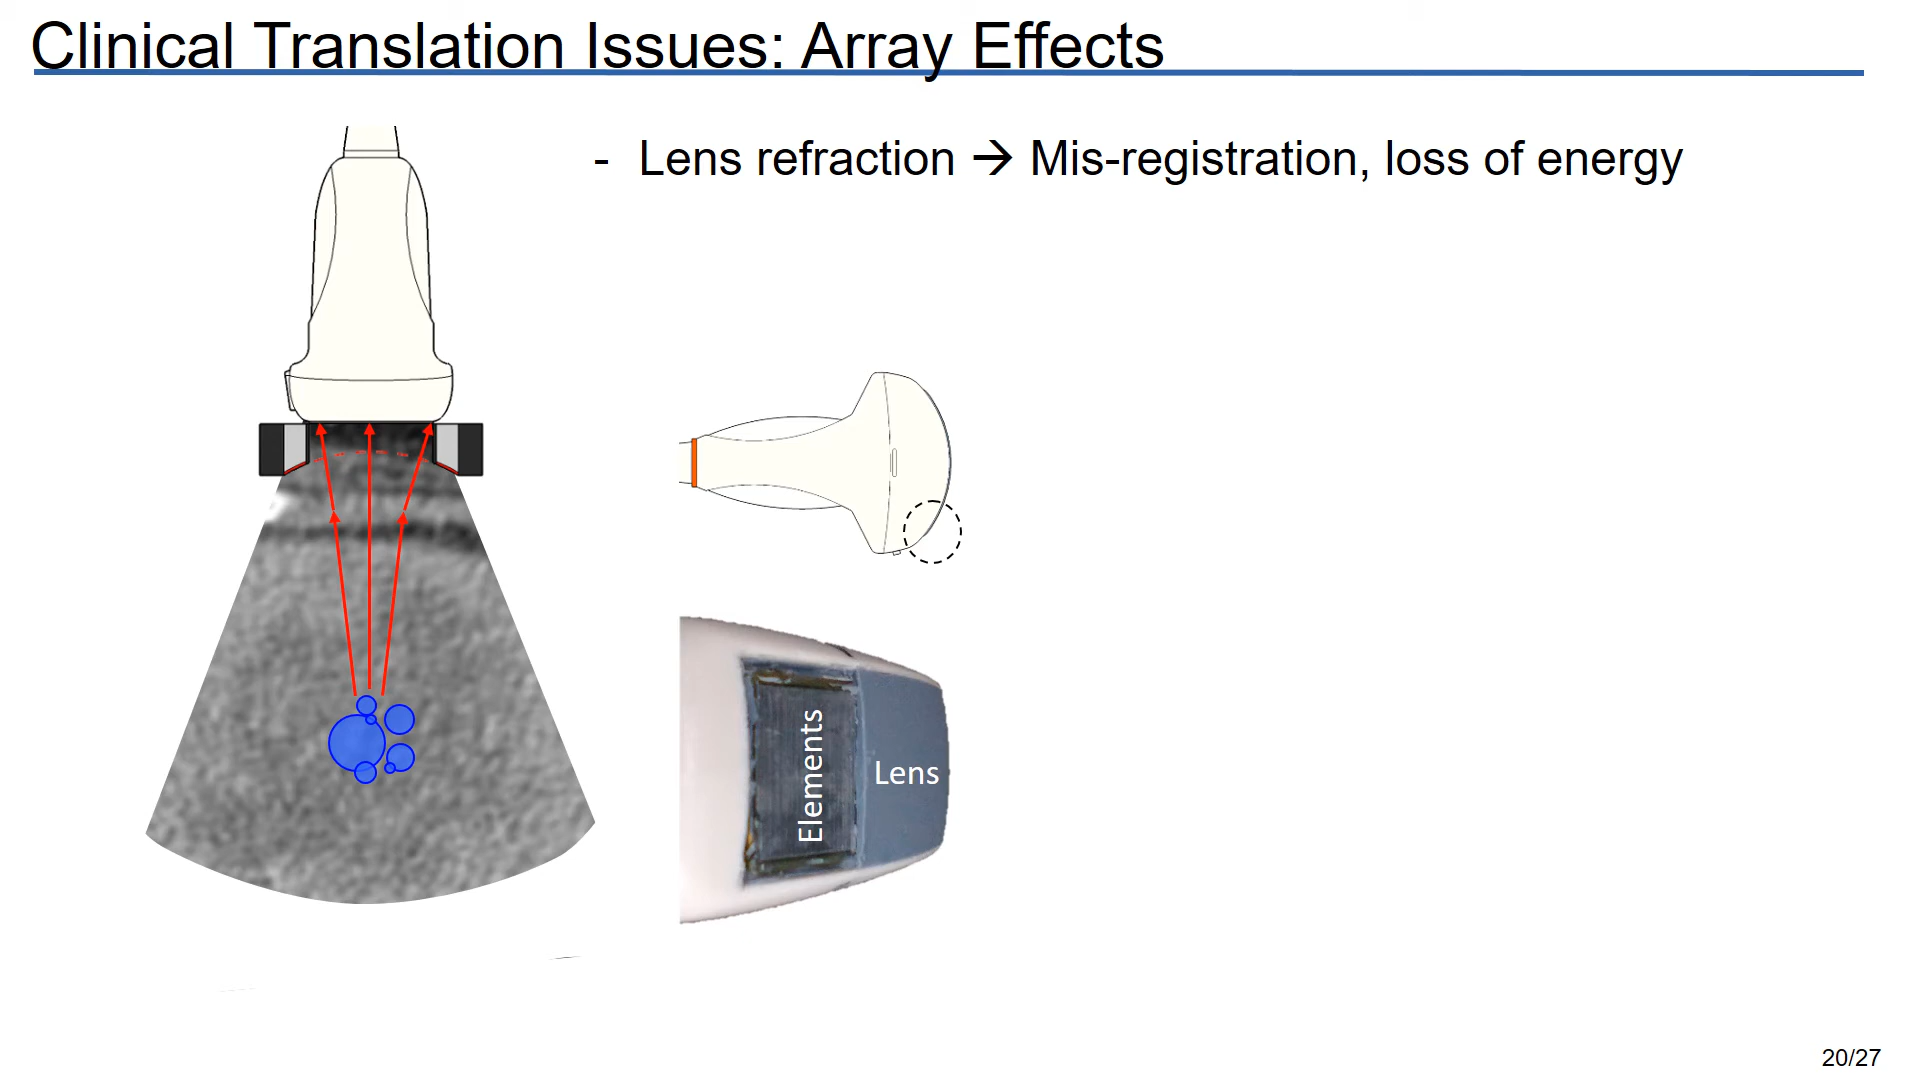 Clinical Translation Issues: Array Effects
- Lens refraction → Mis-registration, loss of energy
Elements
Lens
20/27